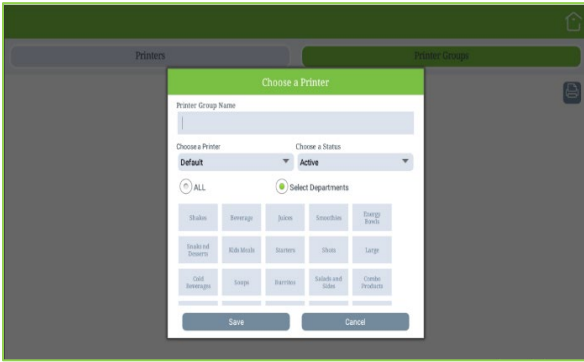 Printers
Printer Groups
Choose a Printer
Printer Group Name
Choose a Printer
Choose a Status
Default
Active
ALL
Select Departments
Shakes
Beverage
Juices
Smoothies
Energy
Bowls
Desserts
Kids Meals
Starters
Shots
Large
Cold
Beverages
Soups
Burritos
Salads and
Sides
Combo
Products
Save
Cancel